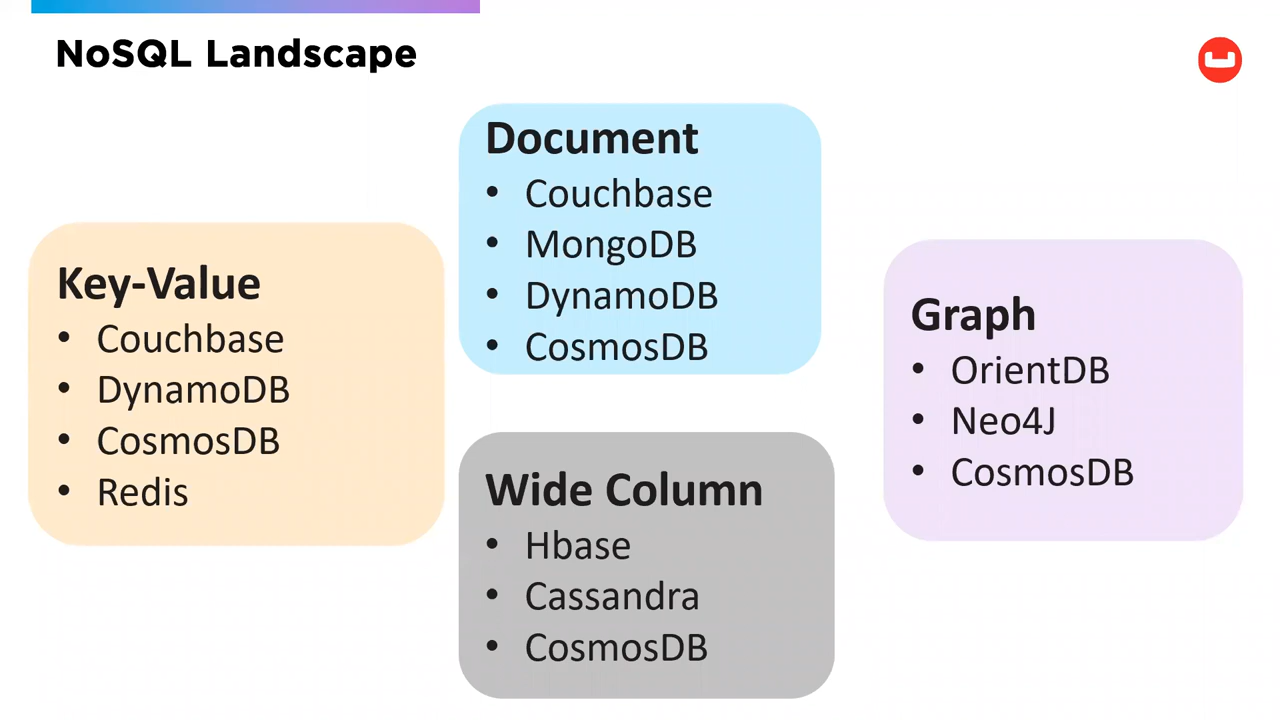 NoSQL Landscape
Key-Value
• Couchbase
• DynamoDB
• CosmosDB
• Redis
Document
• Couchbase
• MongoDB
• DynamoDB
• CosmosDB
Wide Column
• Hbase
• Cassandra
• CosmosDB
Graph
• OrientDB
• Neo4J
• CosmosDB